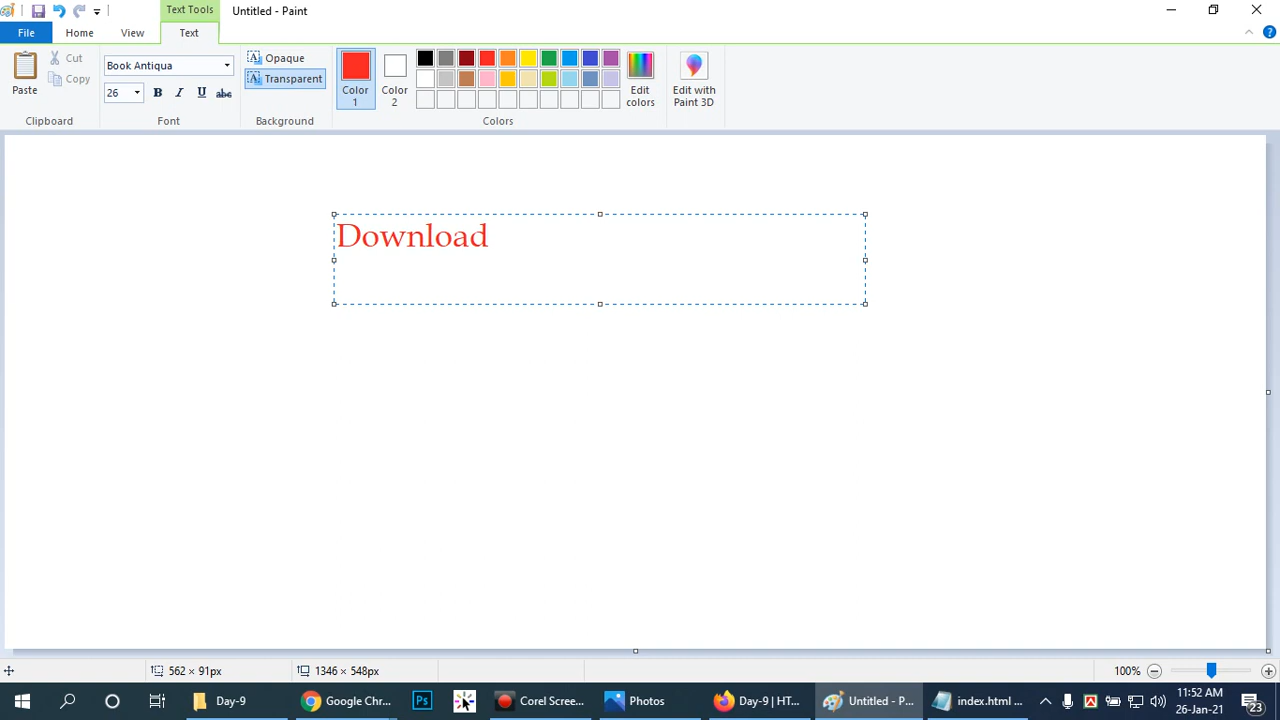 Text Tools
Untitled - Paint
File
Home
View
Text
Paste
Cut
Copy
Clipboard
Book Antiqua
26
B
I
U
abc
Font
A Opaque
A Transparent
Background
Color 1
Color 2
Edit colors
Colors
Edit with Paint 3D
Download
562 × 91px
1346 × 548px
100%
Day-9
Google Chr...
Ps
Corel Scree...
Photos
Day-9 | HT...
Untitled - P...
index.html ...
11:52 AM
26-Jan-21
23